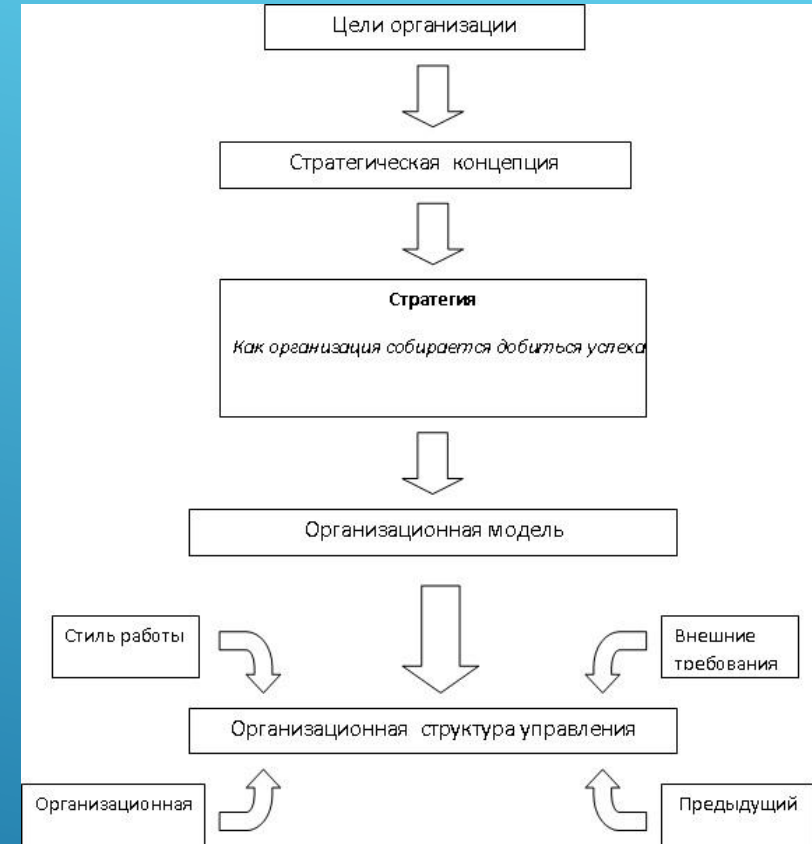 Цели организации
Стратегическая концепция
Стратегия
Как организация собирается добиться успеха
Организационная модель
Стиль работы
Внешние
требования
Организационная структура управления
Организационная
Предыдущий